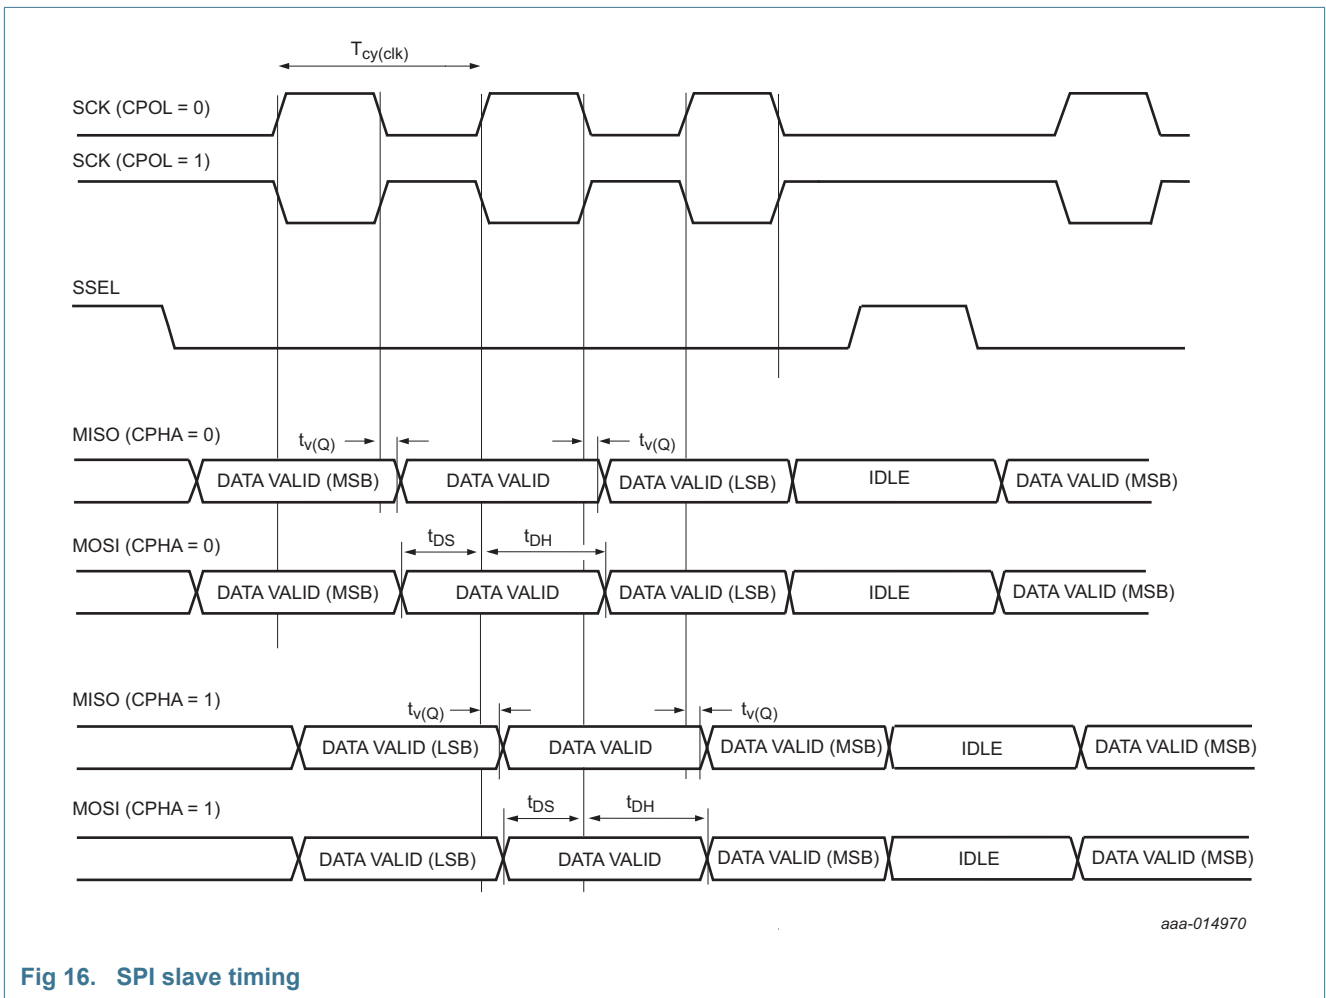 Tcy(clk)
SCK (CPOL = 0)
SCK (CPOL = 1)
SSEL
MISO (CPHA = 0)
tv(Q) tv(Q)
DATA VALID (MSB) DATA VALID DATA VALID (LSB) IDLE DATA VALID (MSB)
MOSI (CPHA = 0)
tDS tDH
DATA VALID (MSB) DATA VALID DATA VALID (LSB) IDLE DATA VALID (MSB)
MISO (CPHA = 1)
tv(Q) tv(Q)
DATA VALID (LSB) DATA VALID DATA VALID (MSB) IDLE DATA VALID (MSB)
MOSI (CPHA = 1)
tDS tDH
DATA VALID (LSB) DATA VALID DATA VALID (MSB) IDLE DATA VALID (MSB)
aaa-014970
Fig 16. SPI slave timing